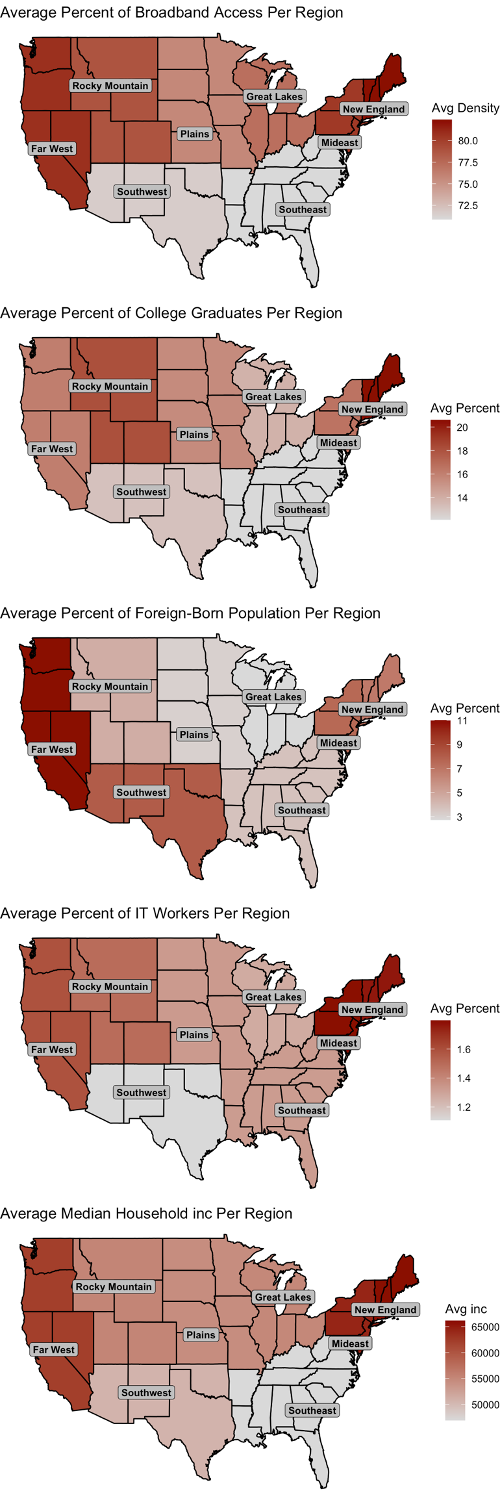 Average Percent of Broadband Access Per Region
Rocky Mountain
Great Lakes
New England
Plains
Mideast
Far West
Southwest
Southeast
Avg Density
80.0
77.5
75.0
72.5
Average Percent of College Graduates Per Region
Rocky Mountain
Great Lakes
New England
Plains
Mideast
Far West
Southwest
Southeast
Avg Percent
20
18
16
14
Average Percent of Foreign-Born Population Per Region
Rocky Mountain
Great Lakes
New England
Plains
Mideast
Far West
Southwest
Southeast
Avg Percent
11
9
7
5
3
Average Percent of IT Workers Per Region
Rocky Mountain
Great Lakes
New England
Plains
Mideast
Far West
Southwest
Southeast
Avg Percent
1.6
1.4
1.2
Average Median Household inc Per Region
Rocky Mountain
Great Lakes
New England
Plains
Mideast
Far West
Southwest
Southeast
Avg inc
65000
60000
55000
50000